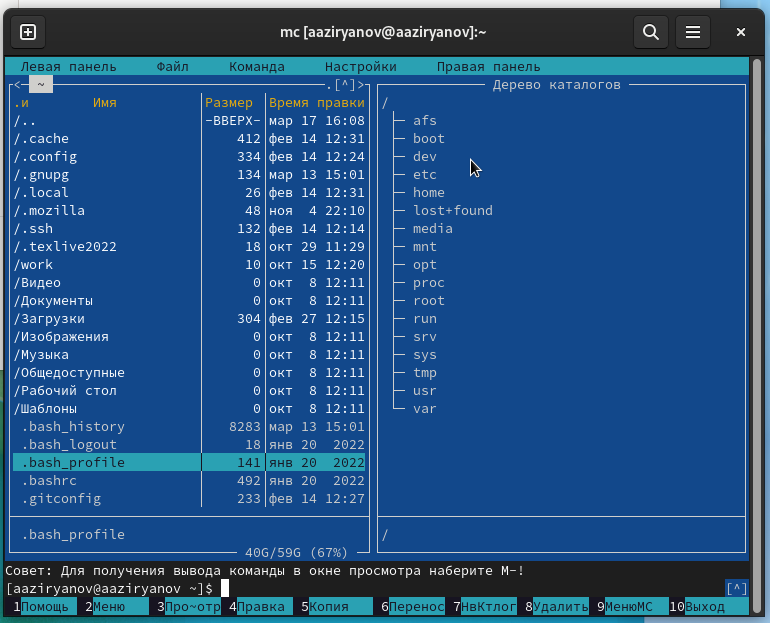 mc [aaziryanov@aaziryanov]:~
Левая панель Файл Команда Настройки Правая панель
<─ ~ .[^]> Дерево каталогов
.и Имя Размер Время правки /
/.. -ВВЕРХ- мар 17 16:08 afs
/.cache 412 фев 14 12:31 boot
/.config 334 фев 14 12:24 dev
/.gnupg 134 мар 13 15:01 etc
/.local 26 фев 14 12:31 home
/.mozilla 48 ноя 4 22:10 lost+found
/.ssh 132 фев 14 12:14 media
/.texlive2022 18 окт 29 11:29 mnt
/work 10 окт 15 12:20 opt
/Видео 0 окт 8 12:11 proc
/Документы 0 окт 8 12:11 root
/Загрузки 304 фев 27 12:15 run
/Изображения 0 окт 8 12:11 srv
/Музыка 0 окт 8 12:11 sys
/Общедоступные 0 окт 8 12:11 tmp
/Рабочий стол 0 окт 8 12:11 usr
/Шаблоны 0 окт 8 12:11 var
.bash_history 8283 мар 13 15:01
.bash_logout 18 янв 20 2022
.bash_profile 141 янв 20 2022
.bashrc 492 янв 20 2022
.gitconfig 233 фев 14 12:27
.bash_profile /
40G/59G (67%)
Совет: Для получения вывода команды в окне просмотра наберите M-!
[aaziryanov@aaziryanov ~]$ [^]
1Помощь 2Меню 3Про~отр 4Правка 5Копия 6Перенос 7НвКтлог 8Удалить 9МенюMC 10Выход